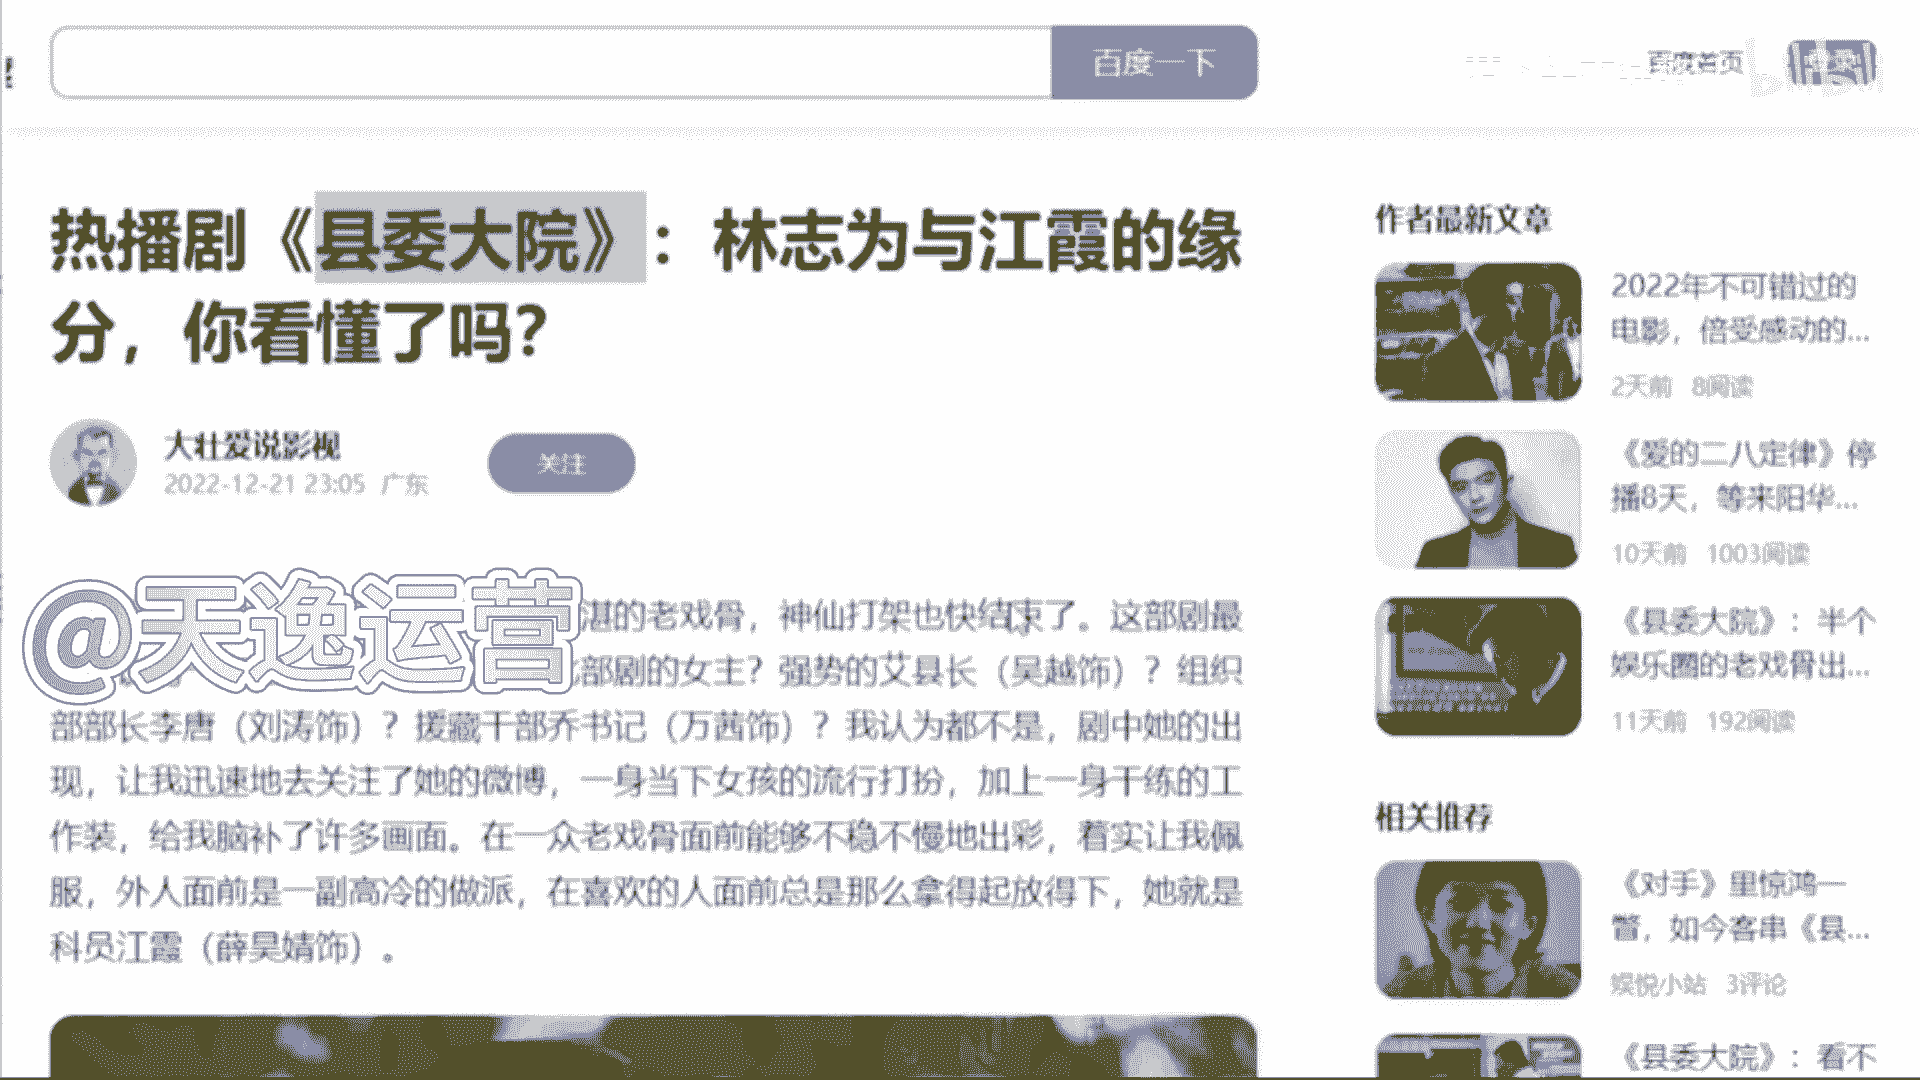 百度一下
百度首页
热播剧《县委大院》：林志为与江霞的缘
分，你看懂了吗？
大壮爱说影视
2022-12-21 23:05 广东
关注
@天逸运营
湛的老戏骨，神仙打架也快结束了。这部剧最
部剧的女主？强势的艾县长（吴越饰）？组织
部部长李唐（刘涛饰）？援藏干部乔书记（万茜饰）？我认为都不是，剧中她的出
现，让我迅速地去关注了她的微博，一身当下女孩的流行打扮，加上一身干练的工
作装，给我脑补了许多画面。在一众老戏骨面前能够不稳不慢地出彩，着实让我佩
服，外人面前是一副高冷的做派，在喜欢的人面前总是那么拿得起放得下，她就是
科员江霞（薛昊婧饰）。
作者最新文章
2022年不可错过的
电影，倍受感动的...
2天前 8阅读
《爱的二八定律》停
播8天，等来阳华...
10天前 1003阅读
《县委大院》：半个
娱乐圈的老戏骨出...
11天前 192阅读
相关推荐
《对手》里惊鸿一
瞥，如今客串《县...
娱悦小站 3评论
《县委大院》：看不